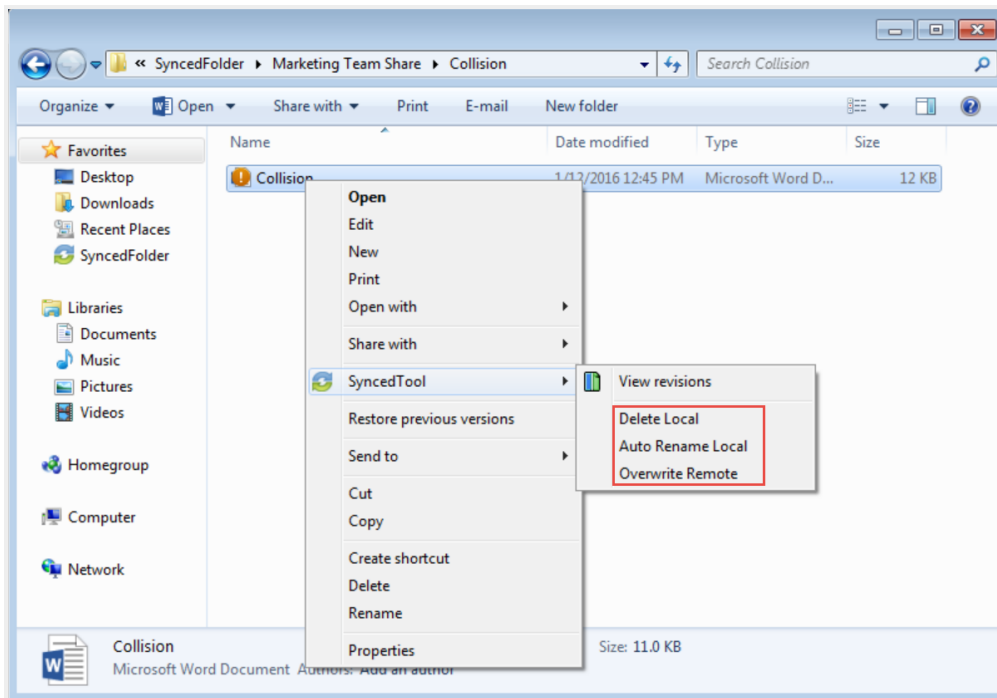 « SyncedFolder ▸ Marketing Team Share ▸ Collision
Search Collision
Organize Open Share with Print E-mail New folder
Name Date modified Type Size
Favorites
Desktop
Downloads
Recent Places
SyncedFolder
Libraries
Documents
Music
Pictures
Videos
Homegroup
Computer
Network
Collision 1/12/2016 12:45 PM Microsoft Word D... 12 KB
Open
Edit
New
Print
Open with
Share with
SyncedTool
Restore previous versions
Send to
Cut
Copy
Create shortcut
Delete
Rename
Properties
View revisions
Delete Local
Auto Rename Local
Overwrite Remote
Collision Size: 11.0 KB
Microsoft Word Document Authors: Add an author